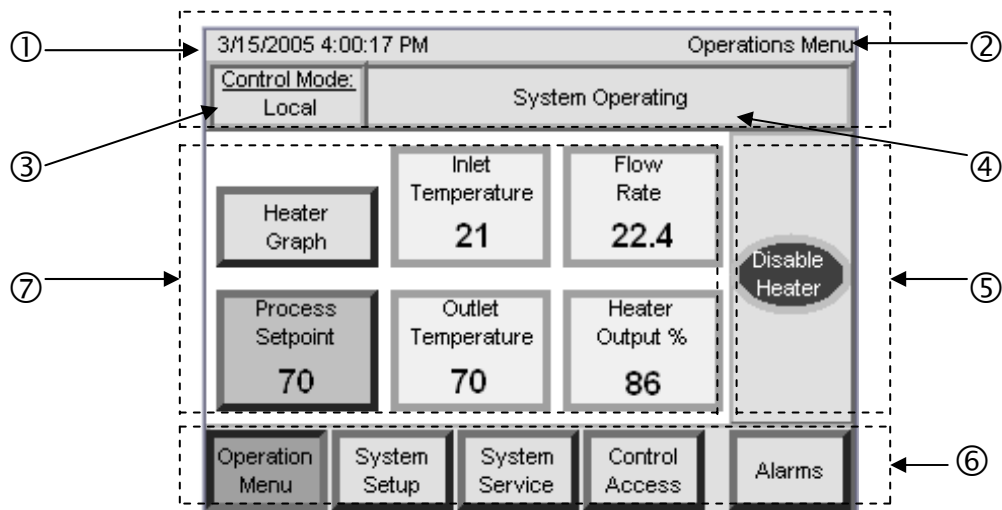 ①
3/15/2005 4:00:17 PM
Operations Menu
②
③
Control Mode:
Local
System Operating
④
Heater
Graph
Inlet
Temperature
21
Flow
Rate
22.4
Disable
Heater
⑤
⑦
Process
Setpoint
70
Outlet
Temperature
70
Heater
Output %
86
Operation
Menu
System
Setup
System
Service
Control
Access
Alarms
⑥